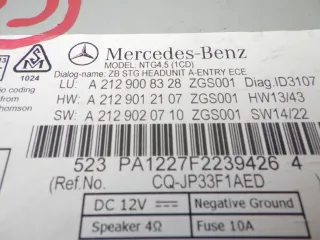 Mercedes-Benz
MODEL: NTG4.5 (1CD)
Dialog-name: ZB STG HEADUNIT A-ENTRY ECE
LU: A 212 900 83 28 ZGS001 Diag.ID3107
HW: A 212 901 21 07 ZGS001 HW13/43
SW: A 212 902 07 10 ZGS001 SW14/22
1024
io coding
from
homson
523 PA1227F2239426 4
(Ref.No. CQ-JP33F1AED)
DC 12V Negative Ground
Speaker 4Ω Fuse 10A